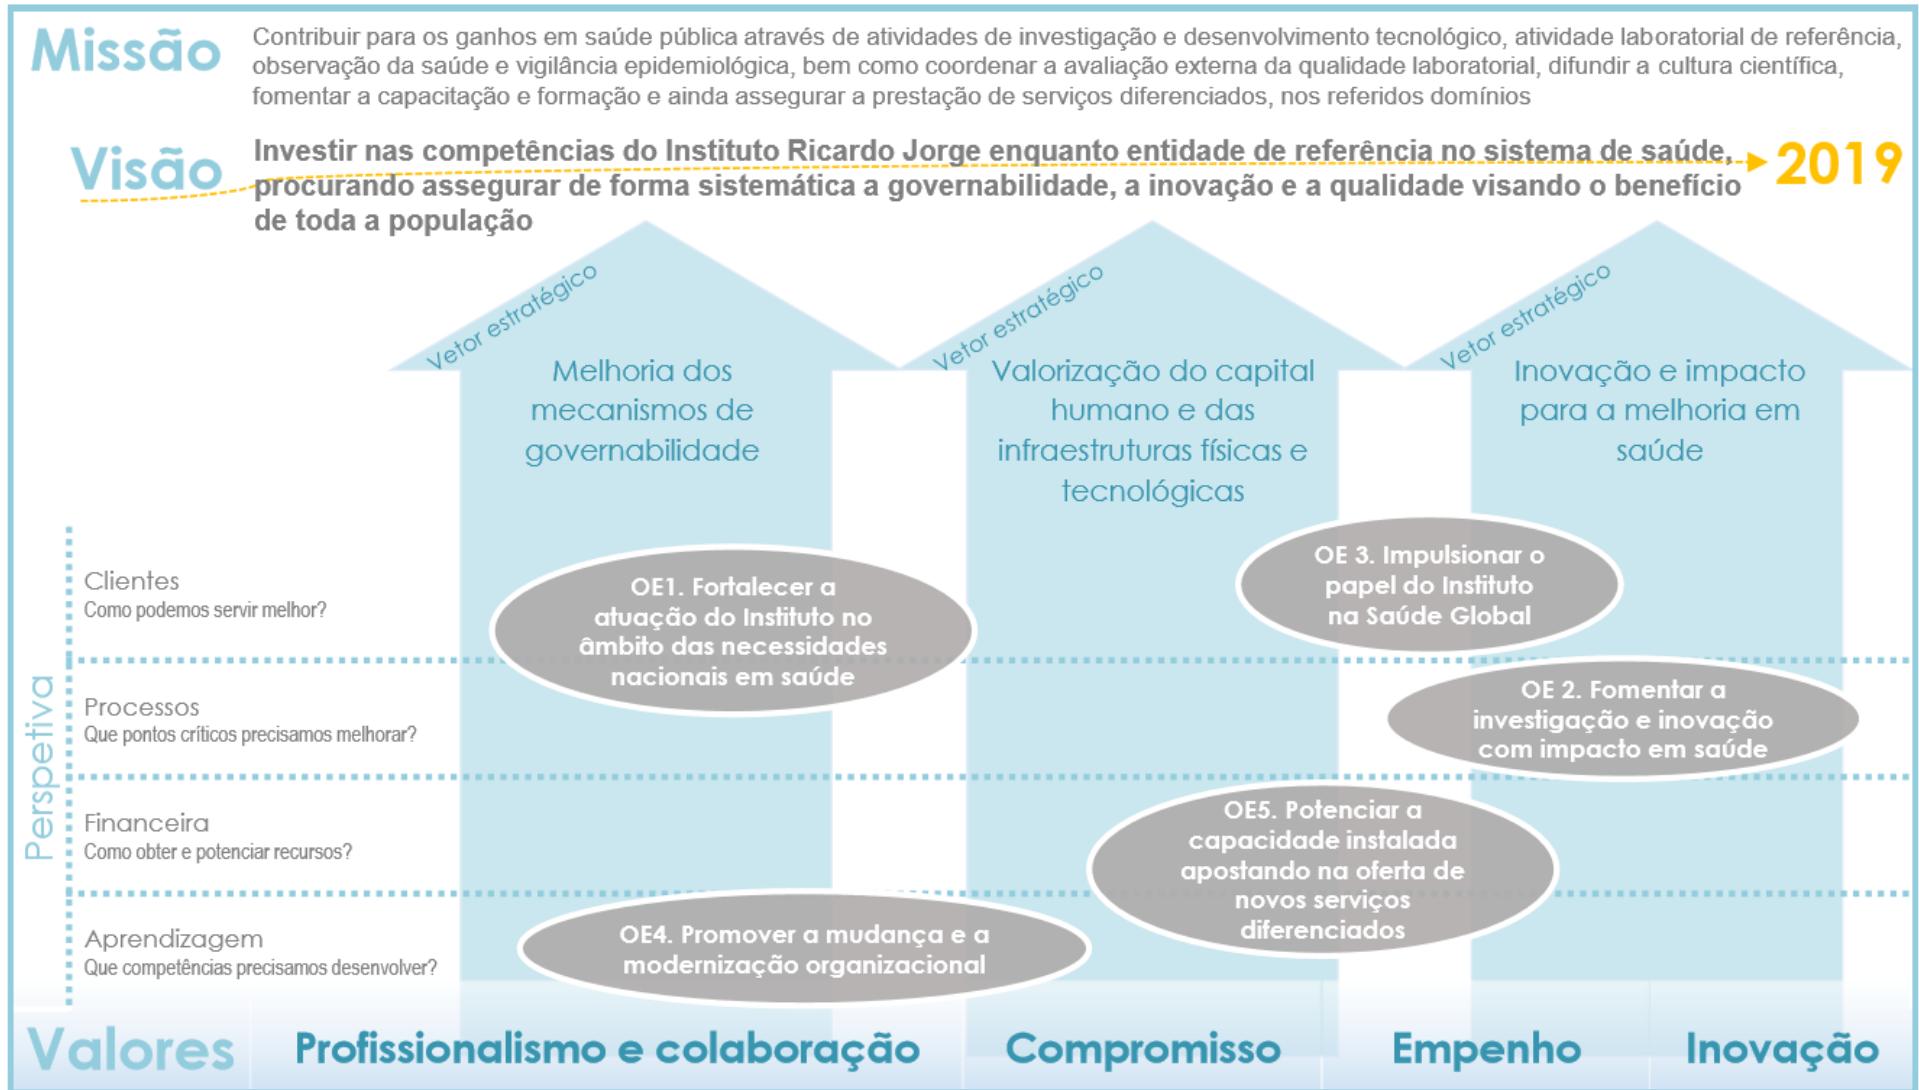 Missão
Contribuir para os ganhos em saúde pública através de atividades de investigação e desenvolvimento tecnológico, atividade laboratorial de referência,
observação da saúde e vigilância epidemiológica, bem como coordenar a avaliação externa da qualidade laboratorial, difundir a cultura científica,
fomentar a capacitação e formação e ainda assegurar a prestação de serviços diferenciados, nos referidos domínios
Visão
Investir nas competências do Instituto Ricardo Jorge enquanto entidade de referência no sistema de saúde,
procurando assegurar de forma sistemática a governabilidade, a inovação e a qualidade visando o benefício
de toda a população
2019
Vetor estratégico
Melhoria dos
mecanismos de
governabilidade
Vetor estratégico
Valorização do capital
humano e das
infraestruturas físicas e
tecnológicas
Vetor estratégico
Inovação e impacto
para a melhoria em
saúde
Perspetiva
Clientes
Como podemos servir melhor?
OE1. Fortalecer a
atuação do Instituto no
âmbito das necessidades
nacionais em saúde
OE 3. Impulsionar o
papel do Instituto
na Saúde Global
Processos
Que pontos críticos precisamos melhorar?
OE 2. Fomentar a
investigação e inovação
com impacto em saúde
Financeira
Como obter e potenciar recursos?
OE5. Potenciar a
capacidade instalada
apostando na oferta de
novos serviços
diferenciados
Aprendizagem
Que competências precisamos desenvolver?
OE4. Promover a mudança e a
modernização organizacional
Valores
Profissionalismo e colaboração
Compromisso
Empenho
Inovação